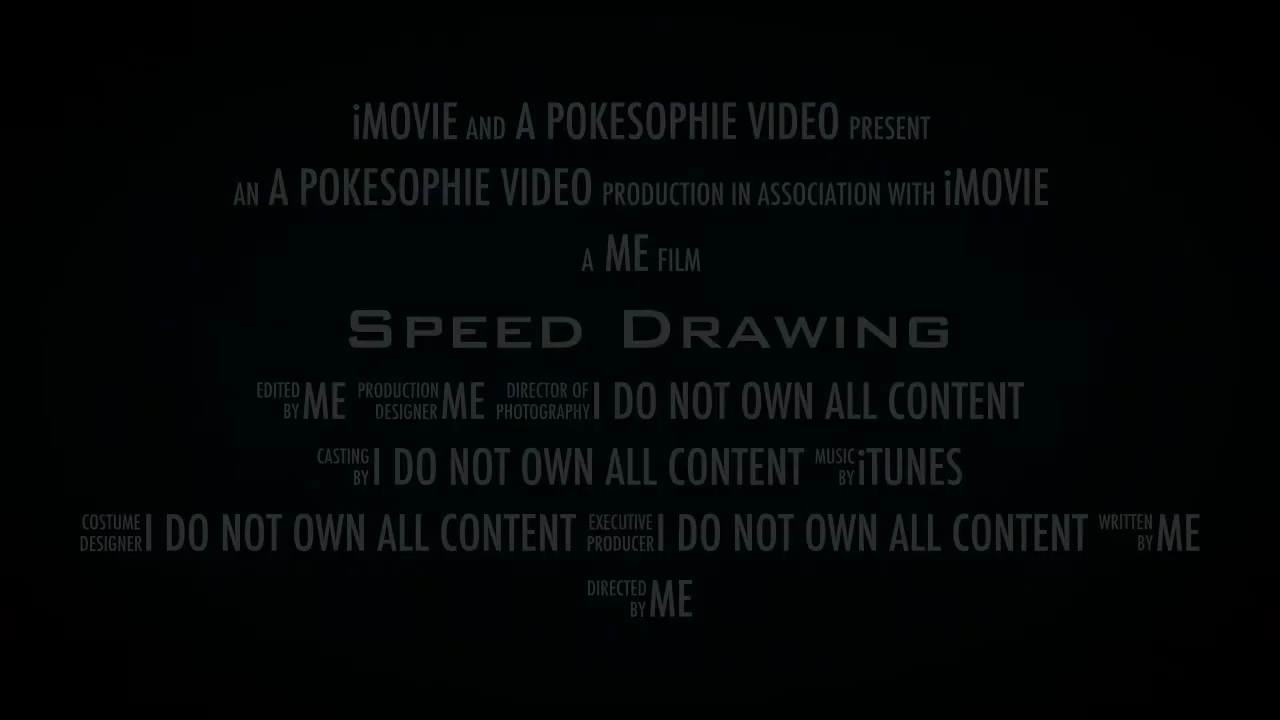 iMOVIE AND A POKESOPHIE VIDEO PRESENT
AN A POKESOPHIE VIDEO PRODUCTION IN ASSOCIATION WITH iMOVIE
A ME FILM
SPEED DRAWING
EDITED BY ME PRODUCTION DESIGNER ME DIRECTOR OF PHOTOGRAPHY I DO NOT OWN ALL CONTENT
CASTING BY I DO NOT OWN ALL CONTENT MUSIC BY iTUNES
COSTUME DESIGNER I DO NOT OWN ALL CONTENT EXECUTIVE PRODUCER I DO NOT OWN ALL CONTENT WRITTEN BY ME
DIRECTED BY ME